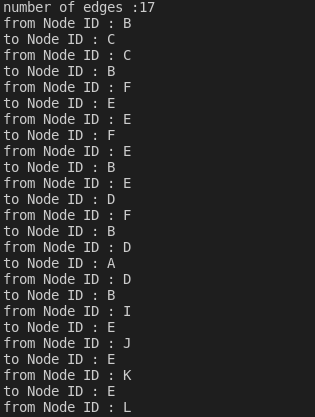 number of edges :17
from Node ID : B
to Node ID : C
from Node ID : C
to Node ID : B
from Node ID : F
to Node ID : E
from Node ID : E
to Node ID : F
from Node ID : E
to Node ID : B
from Node ID : E
to Node ID : D
from Node ID : F
to Node ID : B
from Node ID : D
to Node ID : A
from Node ID : D
to Node ID : B
from Node ID : I
to Node ID : E
from Node ID : J
to Node ID : E
from Node ID : K
to Node ID : E
from Node ID : L